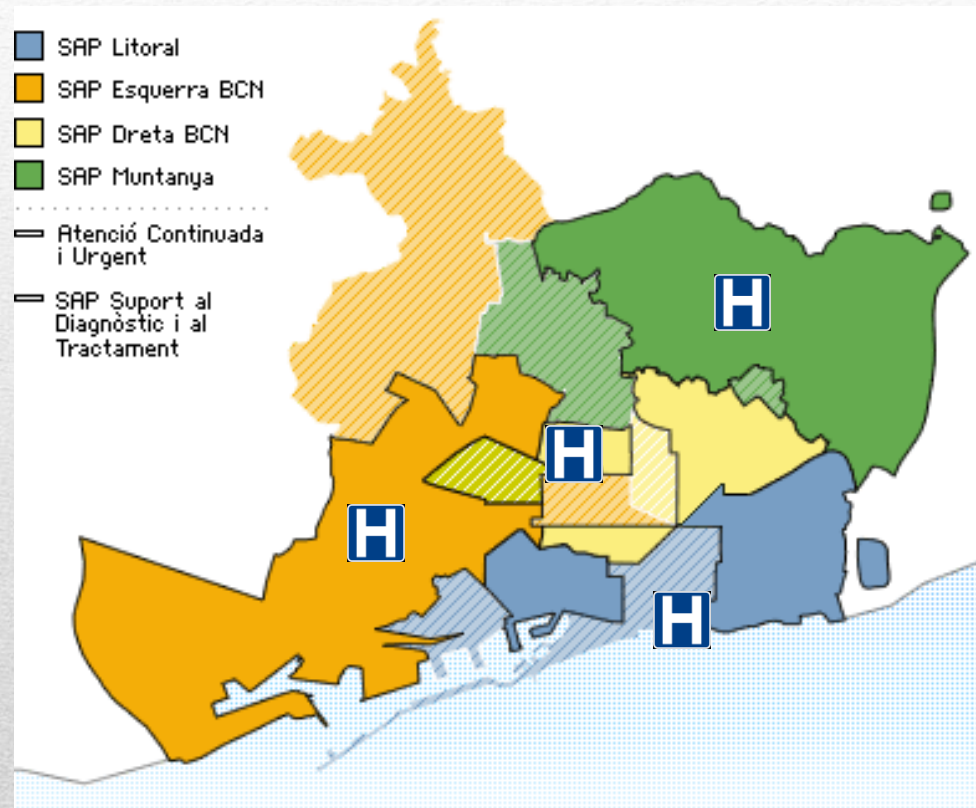 SAP Litoral
SAP Esquerra BCN
SAP Dreta BCN
SAP Muntanya
Atenció Continuada
i Urgent
SAP Suport al
Diagnòstic i al
Tractament
H
H
H
H